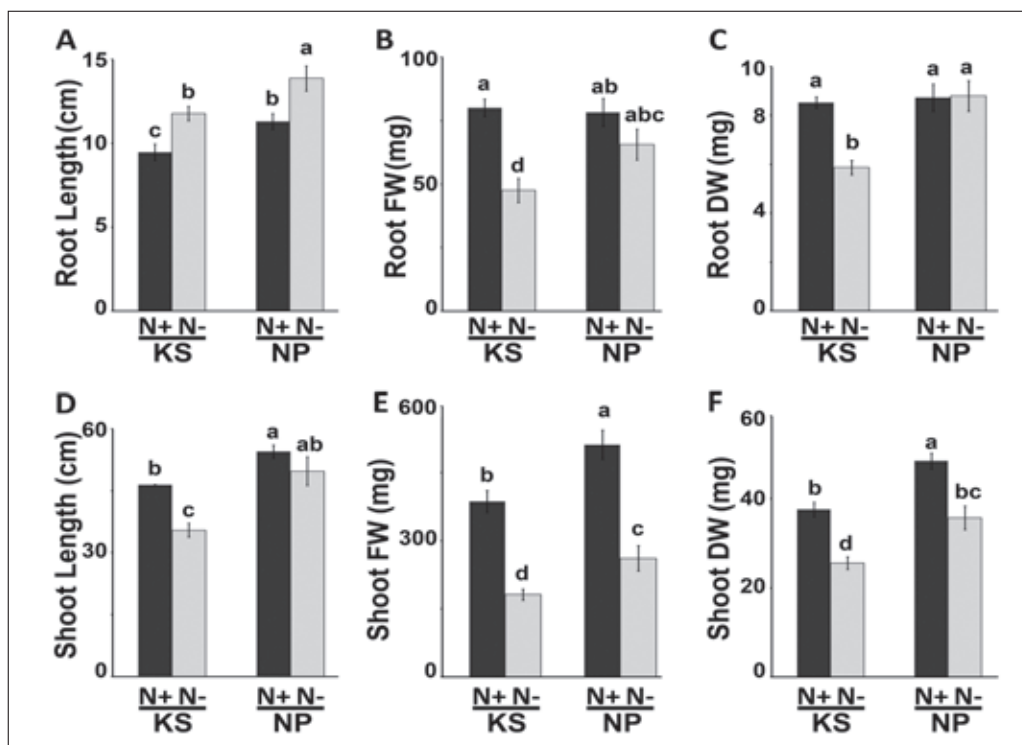 A
Root Length (cm)
15
10
5
0
c
b
b
a
N+ N- N+ N-
KS NP
B
Root FW (mg)
100
50
0
a
d
ab
abc
N+ N- N+ N-
KS NP
C
Root DW (mg)
10
8
4
0
a
b
a
a
N+ N- N+ N-
KS NP
D
Shoot Length (cm)
60
30
0
b
c
a
ab
N+ N- N+ N-
KS NP
E
Shoot FW (mg)
600
300
0
b
d
a
c
N+ N- N+ N-
KS NP
F
Shoot DW (mg)
60
40
20
0
b
d
a
bc
N+ N- N+ N-
KS NP